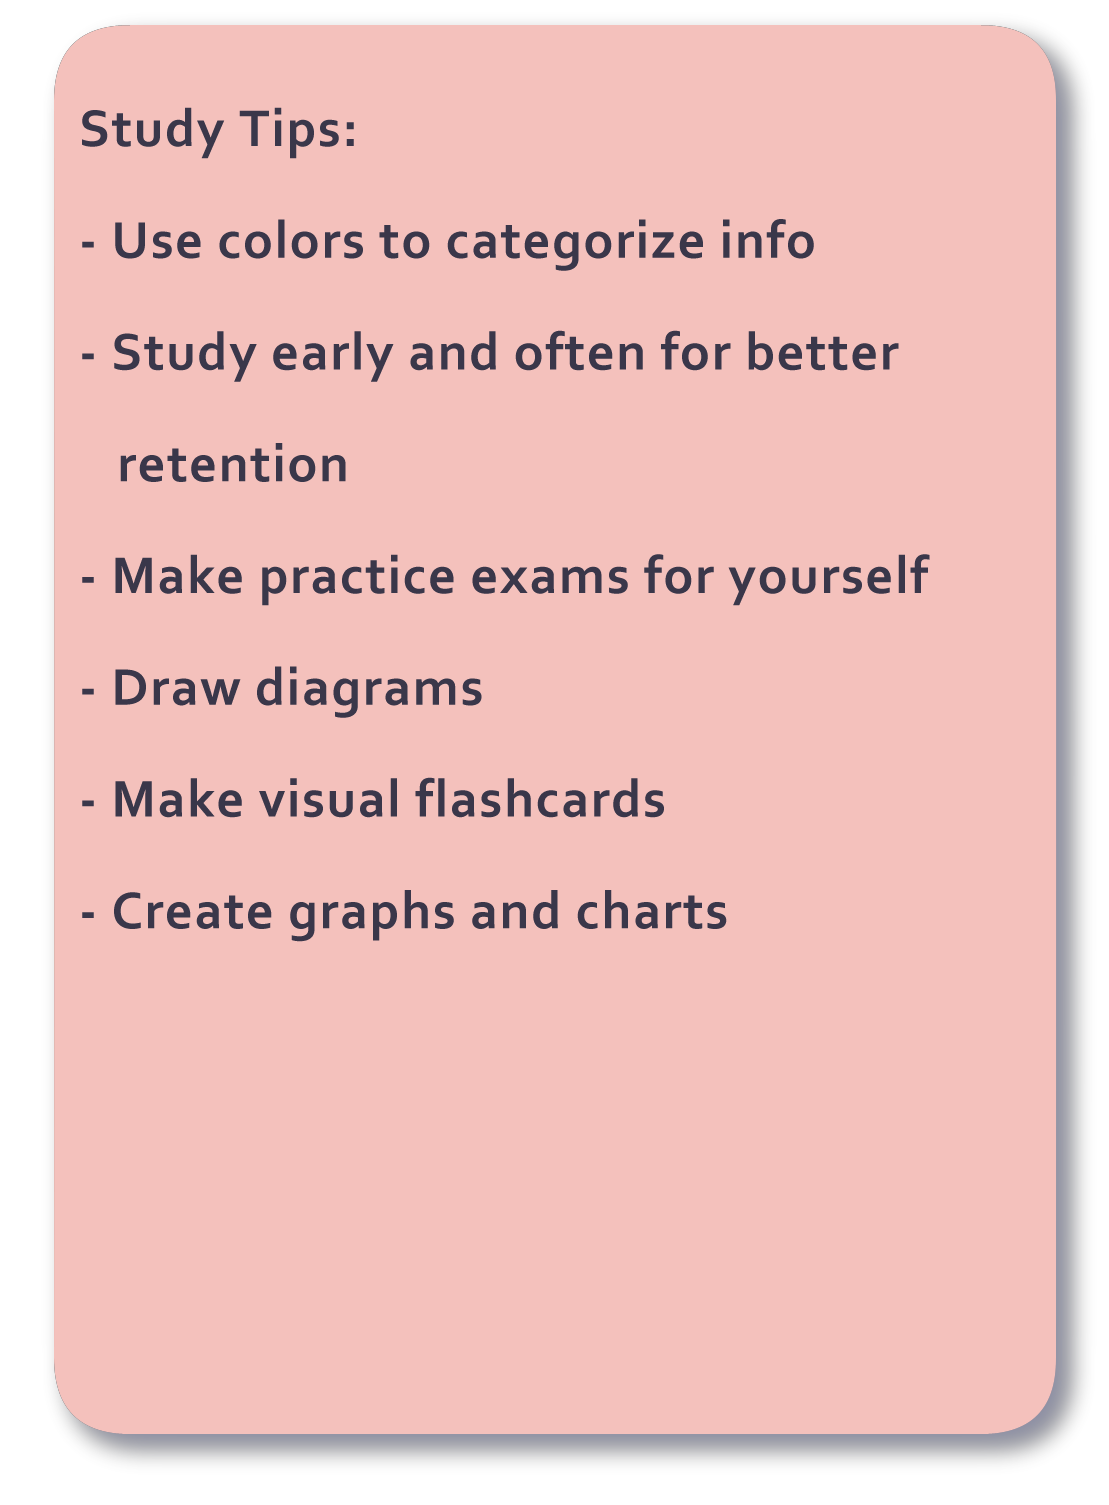 Study Tips:
- Use colors to categorize info
- Study early and often for better
retention
- Make practice exams for yourself
- Draw diagrams
- Make visual flashcards
- Create graphs and charts